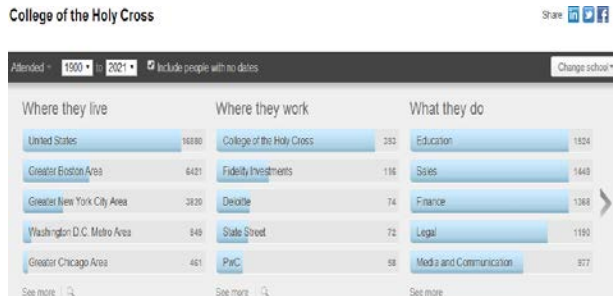 College of the Holy Cross
Share in
Attended 1900 to 2021 Include people with no dates
Change school
Where they live
United States 16880
Greater Boston Area 6421
Greater New York City Area 3820
Washington D.C. Metro Area 849
Greater Chicago Area 461
See more
Where they work
College of the Holy Cross 393
Fidelity Investments 116
Deloitte 74
State Street 72
PwC 58
See more
What they do
Education 1924
Sales 1448
Finance 1368
Legal 1190
Media and Communication 877
See more